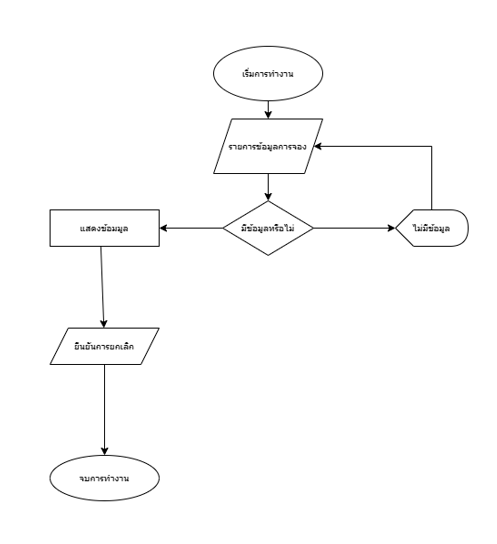 เริ่มการทำงาน
รายการข้อมูลการจอง
มีข้อมูลหรือไม่
แสดงข้อมมูล
ไม่มีข้อมูล
ยืนยันการยกเลิก
จบการทำงาน